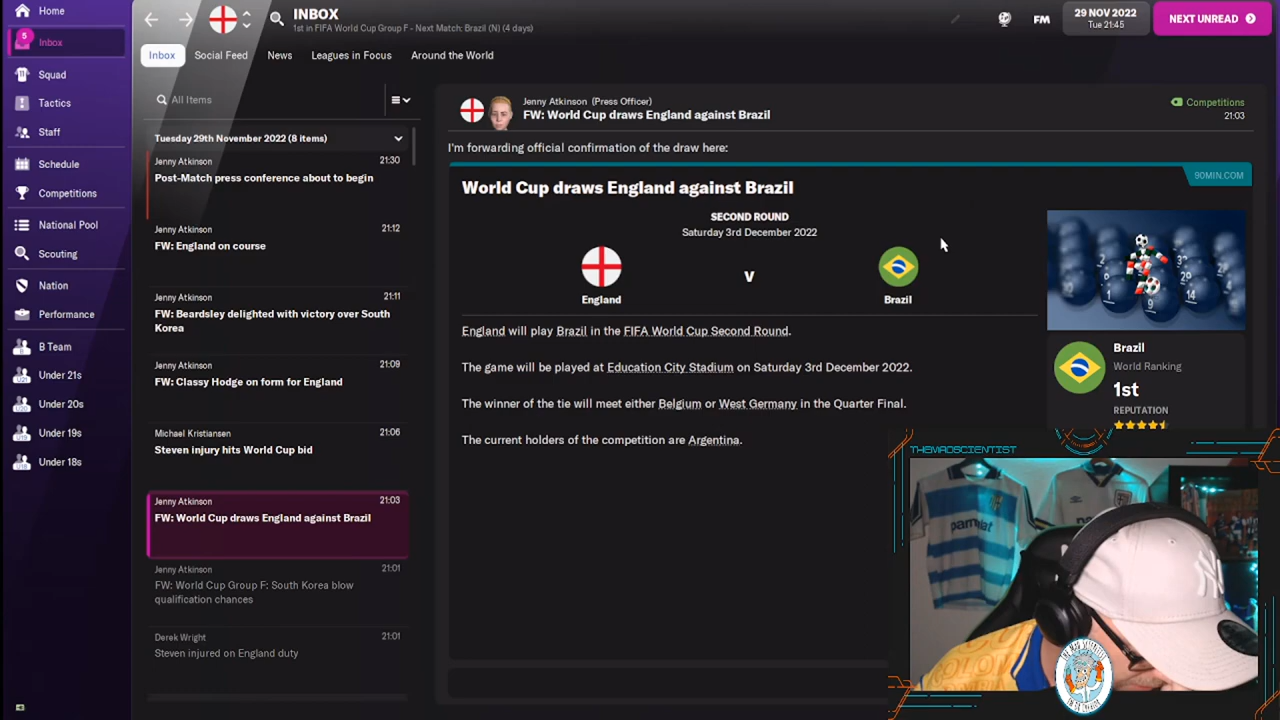 Home
5
Inbox
Squad
Tactics
Staff
Schedule
Competitions
National Pool
Scouting
Nation
Performance
B Team
Under 21s
Under 20s
Under 19s
Under 18s
INBOX
1st in FIFA World Cup Group F - Next Match: Brazil (N) (4 days)
FM
29 NOV 2022
Tue 21:45
NEXT UNREAD
Inbox
Social Feed
News
Leagues in Focus
Around the World
All Items
Tuesday 29th November 2022 (8 items)
Jenny Atkinson 21:30
Post-Match press conference about to begin
Jenny Atkinson 21:12
FW: England on course
Jenny Atkinson 21:11
FW: Beardsley delighted with victory over South
Korea
Jenny Atkinson 21:09
FW: Classy Hodge on form for England
Michael Kristiansen 21:06
Steven injury hits World Cup bid
Jenny Atkinson 21:03
FW: World Cup draws England against Brazil
Jenny Atkinson 21:01
FW: World Cup Group F: South Korea blow
qualification chances
Derek Wright 21:01
Steven injured on England duty
Jenny Atkinson (Press Officer)
FW: World Cup draws England against Brazil
Competitions
21:03
I'm forwarding official confirmation of the draw here:
90MIN.COM
World Cup draws England against Brazil
SECOND ROUND
Saturday 3rd December 2022
V
England
Brazil
England will play Brazil in the FIFA World Cup Second Round.
The game will be played at Education City Stadium on Saturday 3rd December 2022.
The winner of the tie will meet either Belgium or West Germany in the Quarter Final.
The current holders of the competition are Argentina.
Brazil
World Ranking
1st
REPUTATION
THEMADSCIENTIST
Parmalat